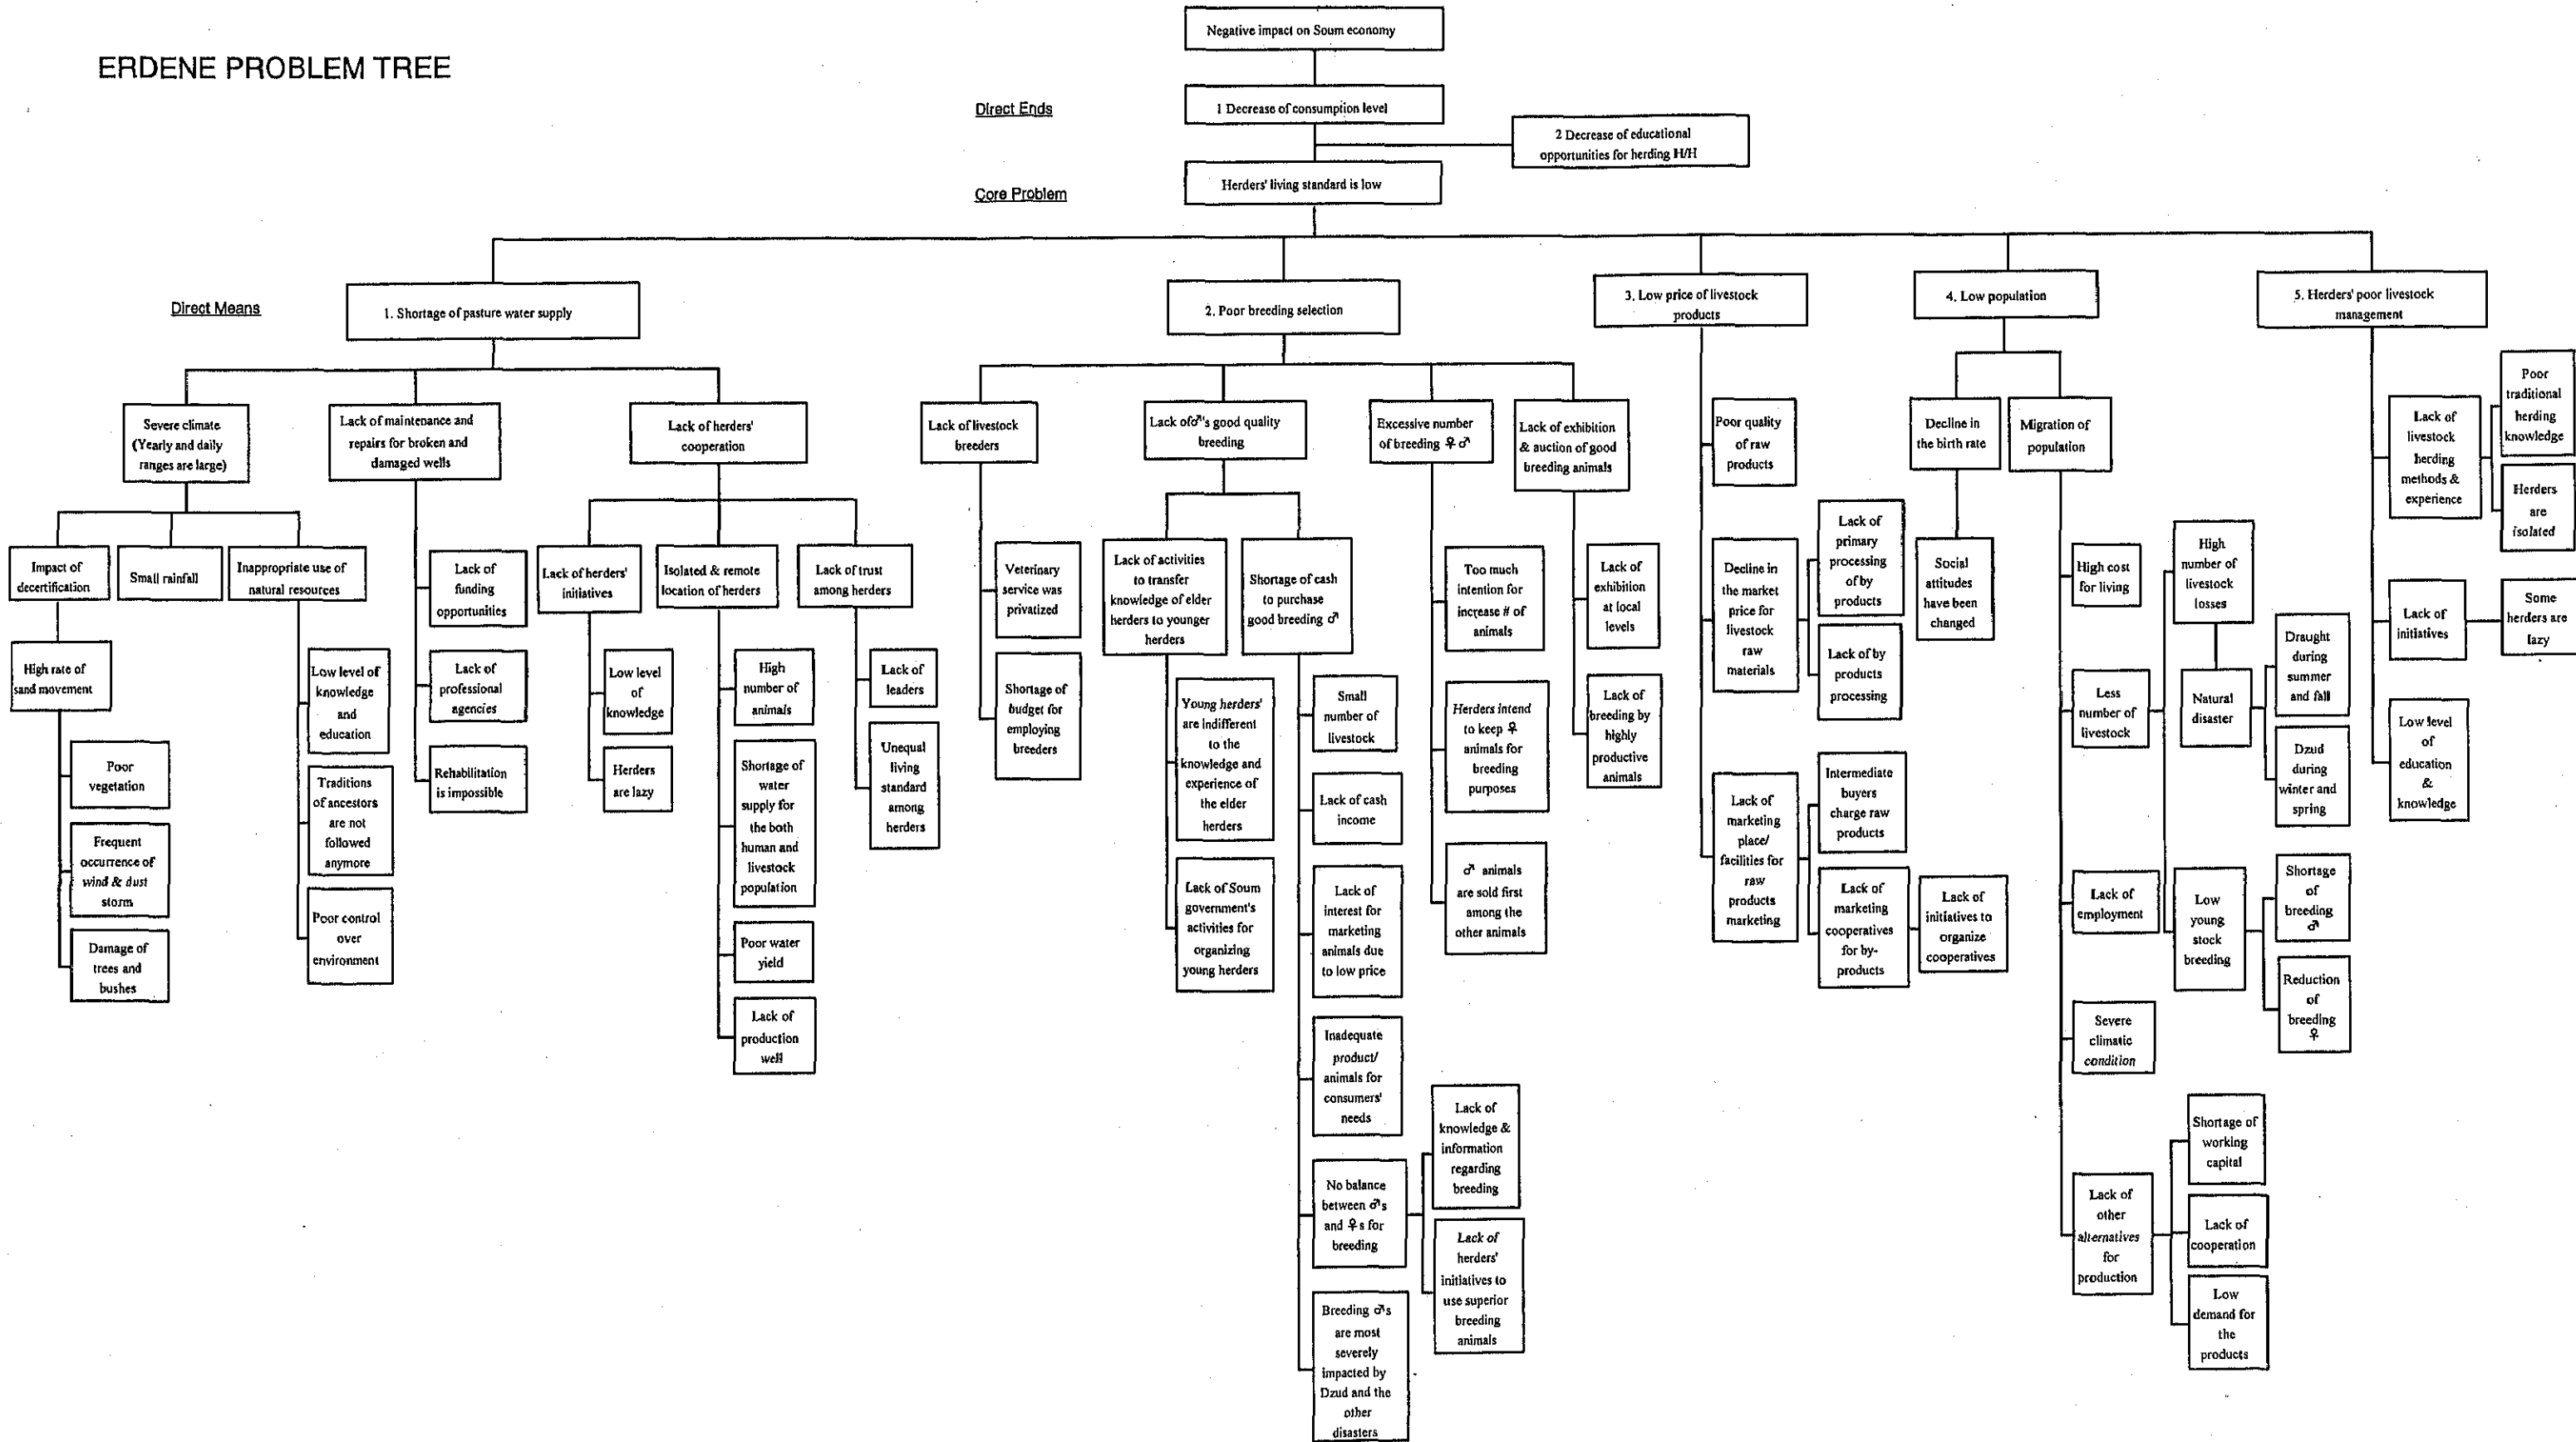 ERDENE PROBLEM TREE
Negative impact on Soum economy
Direct Ends
1 Decrease of consumption level
2 Decrease of educational
opportunities for herding H/H
Core Problem
Herders' living standard is low
Direct Means
1. Shortage of pasture water supply
2. Poor breeding selection
3. Low price of livestock
products
4. Low population
5. Herders' poor livestock
management
Severe climate
(Yearly and daily
ranges are large)
Lack of maintenance and
repairs for broken and
damaged wells
Lack of herders'
cooperation
Impact of
decertification
Small rainfall
Inappropriate use of
natural resources
High rate of
sand movement
Poor
vegetation
Frequent
occurrence of
wind & dust
storm
Damage of
trees and
bushes
Low level of
knowledge
and
education
Traditions
of ancestors
are not
followed
anymore
Poor control
over
environment
Lack of
funding
opportunities
Lack of
professional
agencies
Rehabilitation
is impossible
Lack of herders'
initiatives
Isolated & remote
location of herders
Lack of trust
among herders
Low level
of
knowledge
Herders
are lazy
High
number of
animals
Shortage of
water
supply for
the both
human and
livestock
population
Poor water
yield
Lack of
production
well
Lack of
leaders
Unequal
living
standard
among
herders
Lack of livestock
breeders
Lack of♂'s good quality
breeding
Excessive number
of breeding ♀♂
Lack of exhibition
& auction of good
breeding animals
Veterinary
service was
privatized
Shortage of
budget for
employing
breeders
Lack of activities
to transfer
knowledge of elder
herders to younger
herders
Shortage of cash
to purchase
good breeding ♂
Young herders'
are indifferent
to the
knowledge and
experience of
the elder
herders
Lack of Soum
government's
activities for
organizing
young herders
Small
number of
livestock
Lack of cash
income
Lack of
interest for
marketing
animals due
to low price
Inadequate
product/
animals for
consumers'
needs
No balance
between ♂'s
and ♀s for
breeding
Lack of
knowledge &
information
regarding
breeding
Lack of
herders'
initiatives to
use superior
breeding
animals
Breeding ♂'s
are most
severely
impacted by
Dzud and the
other
disasters
Too much
intention for
increase # of
animals
Herders intend
to keep ♀
animals for
breeding
purposes
♂ animals
are sold first
among the
other animals
Lack of
exhibition
at local
levels
Lack of
breeding by
highly
productive
animals
Poor quality
of raw
products
Decline in
the market
price for
livestock
raw
materials
Lack of
primary
processing
of by
products
Lack of by
products
processing
Lack of
marketing
place/
facilities for
raw
products
marketing
Intermediate
buyers
charge raw
products
Lack of
marketing
cooperatives
for by-
products
Lack of
initiatives to
organize
cooperatives
Decline in
the birth rate
Migration of
population
Social
attitudes
have been
changed
High cost
for living
Less
number of
livestock
High
number of
livestock
losses
Natural
disaster
Draught
during
summer
and fall
Dzud
during
winter and
spring
Low
young
stock
breeding
Shortage
of
breeding
♂
Reduction
of
breeding
♀
Lack of
employment
Severe
climatic
condition
Lack of
other
alternatives
for
production
Shortage of
working
capital
Lack of
cooperation
Low
demand for
the
products
Lack of
livestock
herding
methods &
experience
Poor
traditional
herding
knowledge
Herders
are
isolated
Lack of
initiatives
Some
herders are
lazy
Low level
of
education
&
knowledge